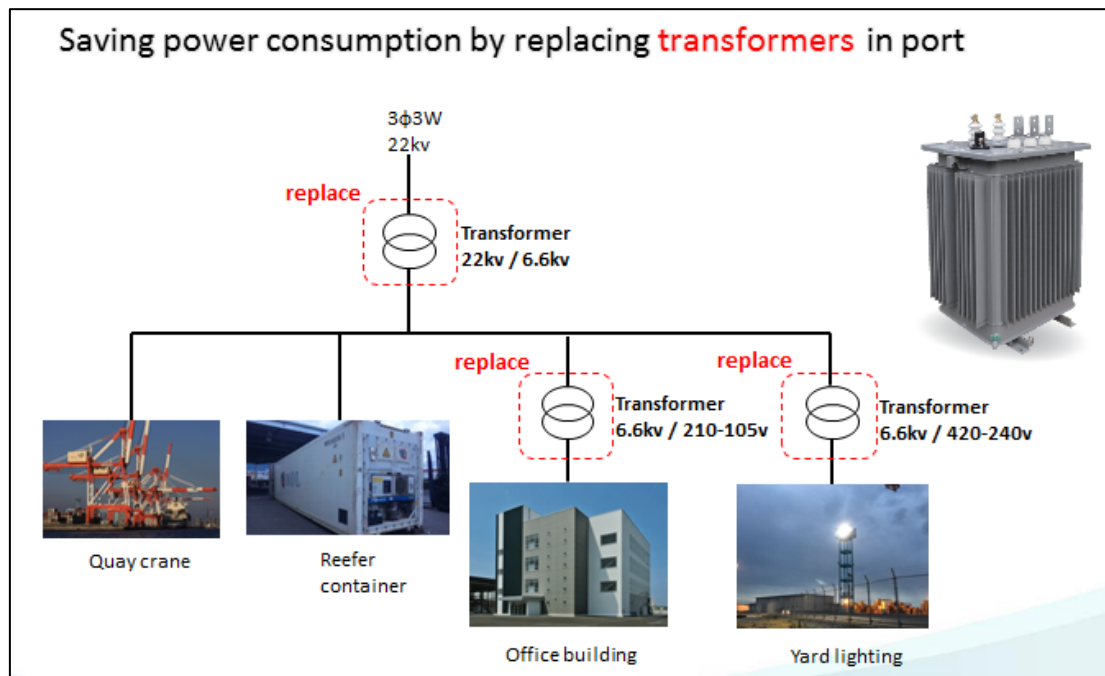 Saving power consumption by replacing transformers in port
3ϕ3W
22kv
replace
Transformer
22kv / 6.6kv
replace
replace
Transformer
6.6kv / 210-105v
Transformer
6.6kv / 420-240v
Quay crane
Reefer
container
Office building
Yard lighting